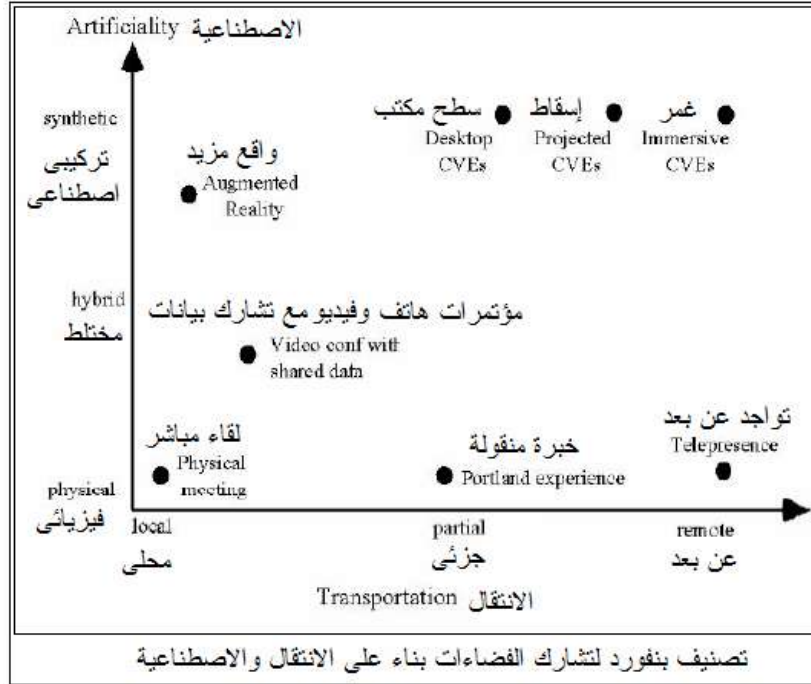 Artificiality الاصطناعية
synthetic
تركيبى
اصطناعى
سطح مكتب
Desktop
CVEs
إسقاط
Projected
CVEs
غمر
Immersive
CVEs
واقع مزيد
Augmented
Reality
hybrid
مختلط
مؤتمرات هاتف وفيديو مع تشارك بيانات
Video conf with
shared data
لقاء مباشر
Physical
meeting
خبرة منقولة
Portland experience
تواجد عن بعد
Telepresence
physical
فيزيائى
local
محلى
partial
جزئى
remote
عن بعد
Transportation الانتقال
تصنيف بنفورد لتشارك الفضاءات بناء على الانتقال والاصطناعية